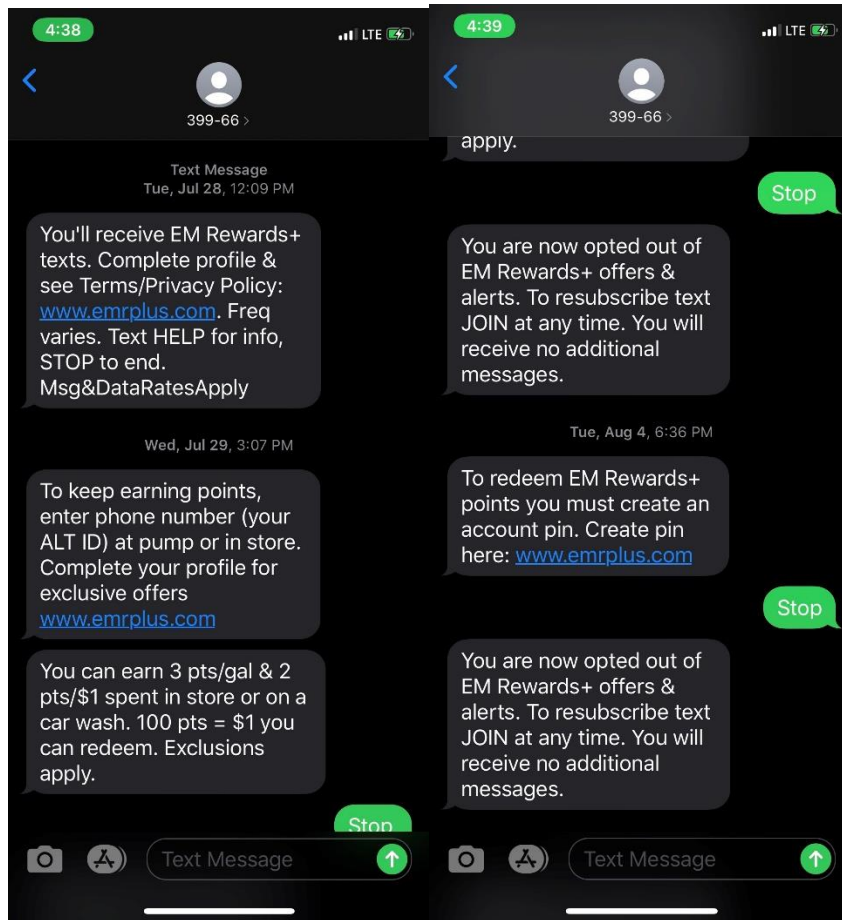 4:38
LTE
399-66 >
Text Message
Tue, Jul 28, 12:09 PM
You'll receive EM Rewards+
texts. Complete profile &
see Terms/Privacy Policy:
www.emrplus.com. Freq
varies. Text HELP for info,
STOP to end.
Msg&DataRatesApply
Wed, Jul 29, 3:07 PM
To keep earning points,
enter phone number (your
ALT ID) at pump or in store.
Complete your profile for
exclusive offers
www.emrplus.com
You can earn 3 pts/gal & 2
pts/$1 spent in store or on a
car wash. 100 pts = $1 you
can redeem. Exclusions
apply.
Stop
Text Message
4:39
LTE
399-66 >
apply.
Stop
You are now opted out of
EM Rewards+ offers &
alerts. To resubscribe text
JOIN at any time. You will
receive no additional
messages.
Tue, Aug 4, 6:36 PM
To redeem EM Rewards+
points you must create an
account pin. Create pin
here: www.emrplus.com
Stop
You are now opted out of
EM Rewards+ offers &
alerts. To resubscribe text
JOIN at any time. You will
receive no additional
messages.
Text Message